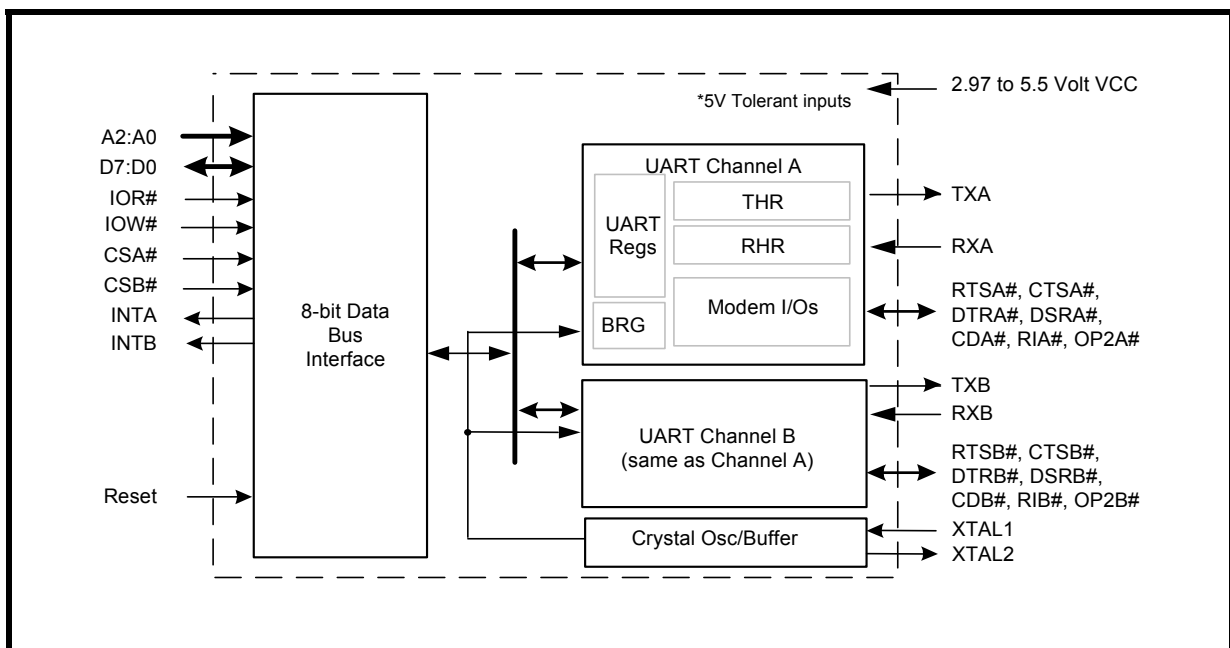 2.97 to 5.5 Volt VCC
*5V Tolerant inputs
A2:A0
D7:D0
IOR#
IOW#
CSA#
CSB#
INTA
INTB
Reset
8-bit Data
Bus
Interface
UART Channel A
UART
Regs
THR
RHR
BRG
Modem I/Os
TXA
RXA
RTSA#, CTSA#,
DTRA#, DSRA#,
CDA#, RIA#, OP2A#
UART Channel B
(same as Channel A)
TXB
RXB
RTSB#, CTSB#,
DTRB#, DSRB#,
CDB#, RIB#, OP2B#
Crystal Osc/Buffer
XTAL1
XTAL2